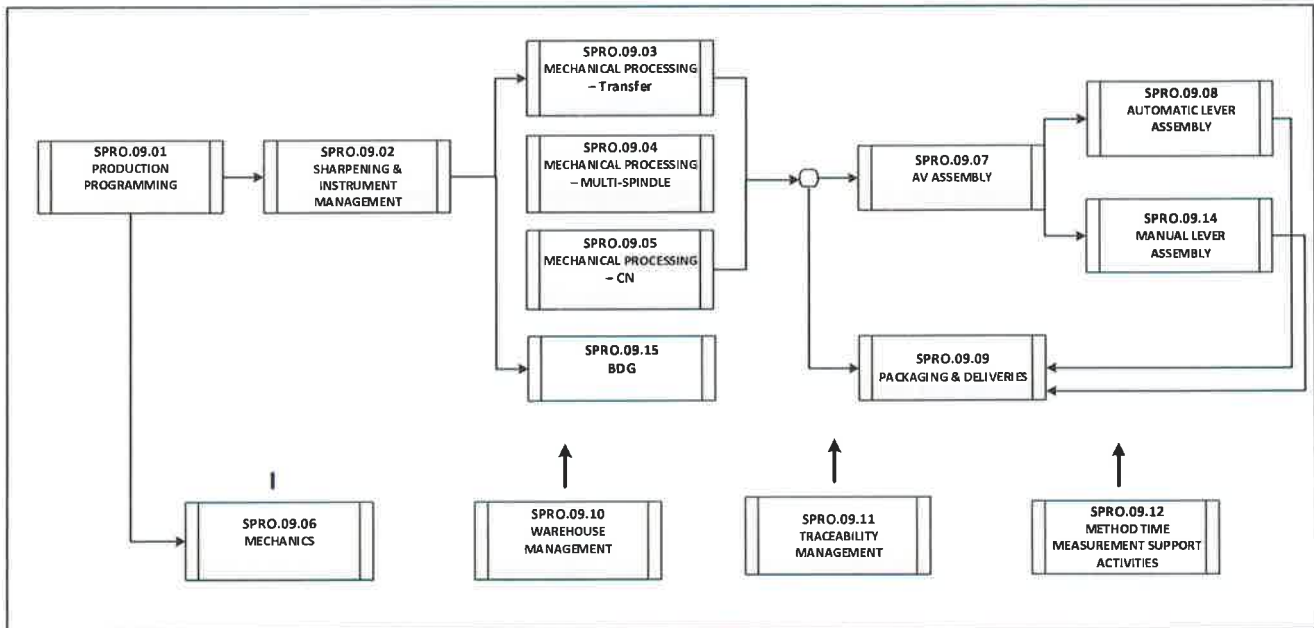 SPRO.09.01
PRODUCTION
PROGRAMMING
SPRO.09.02
SHARPENING &
INSTRUMENT
MANAGEMENT
SPRO.09.03
MECHANICAL PROCESSING
– Transfer
SPRO.09.04
MECHANICAL PROCESSING
– MULTI-SPINDLE
SPRO.09.05
MECHANICAL PROCESSING
– CN
SPRO.09.15
BDG
SPRO.09.07
AV ASSEMBLY
SPRO.09.08
AUTOMATIC LEVER
ASSEMBLY
SPRO.09.14
MANUAL LEVER
ASSEMBLY
SPRO.09.09
PACKAGING & DELIVERIES
SPRO.09.06
MECHANICS
SPRO.09.10
WAREHOUSE
MANAGEMENT
SPRO.09.11
TRACEABILITY
MANAGEMENT
SPRO.09.12
METHOD TIME
MEASUREMENT SUPPORT
ACTIVITIES